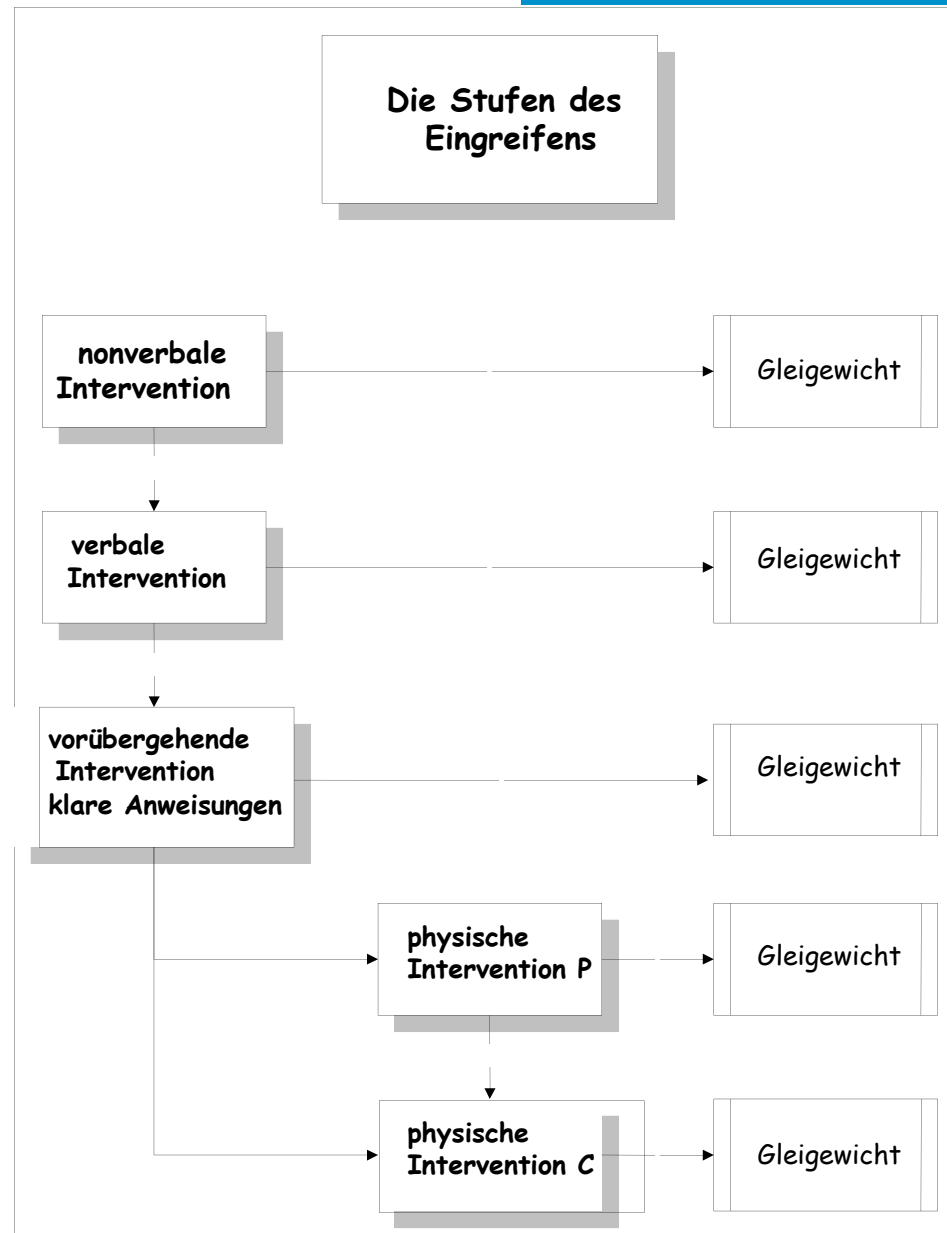 Die Stufen des
Eingreifens
nonverbale
Intervention
Gleigewicht
verbale
Intervention
Gleigewicht
vorübergehende
Intervention
klare Anweisungen
Gleigewicht
physische
Intervention P
Gleigewicht
physische
Intervention C
Gleigewicht